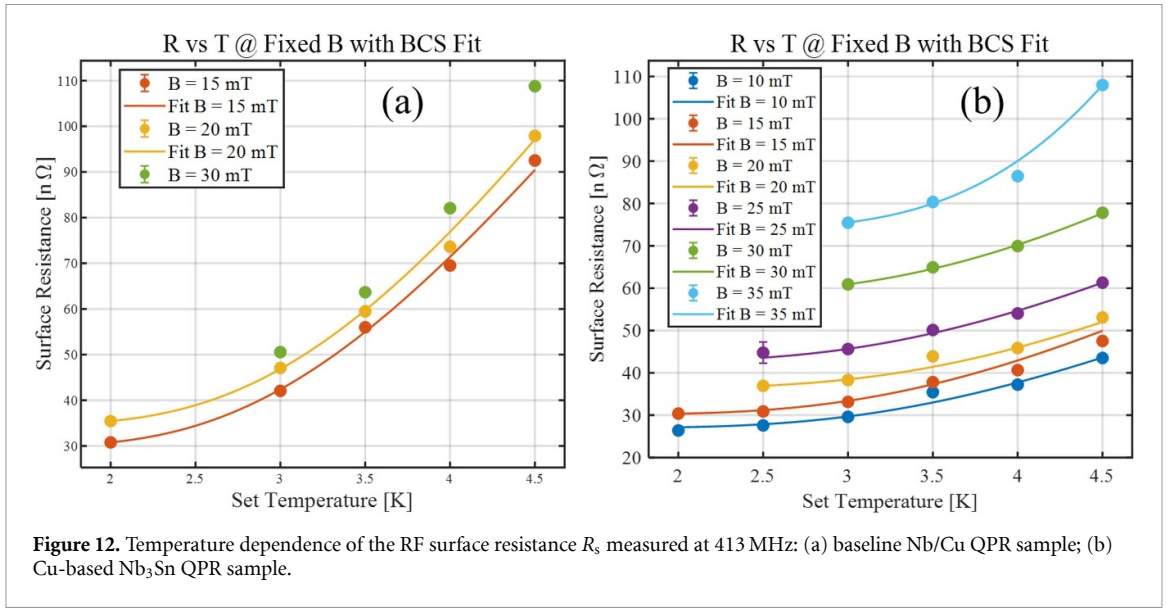 R vs T @ Fixed B with BCS Fit
(a)
B = 15 mT
Fit B = 15 mT
B = 20 mT
Fit B = 20 mT
B = 30 mT
Surface Resistance [n Ω]
110
100
90
80
70
60
50
40
30
2 2.5 3 3.5 4 4.5
Set Temperature [K]
R vs T @ Fixed B with BCS Fit
(b)
B = 10 mT
Fit B = 10 mT
B = 15 mT
Fit B = 15 mT
B = 20 mT
Fit B = 20 mT
B = 25 mT
Fit B = 25 mT
B = 30 mT
Fit B = 30 mT
B = 35 mT
Fit B = 35 mT
Surface Resistance [n Ω]
110
100
90
80
70
60
50
40
30
20
2 2.5 3 3.5 4 4.5
Set Temperature [K]
Figure 12. Temperature dependence of the RF surface resistance Rs measured at 413 MHz: (a) baseline Nb/Cu QPR sample; (b)
Cu-based Nb3Sn QPR sample.